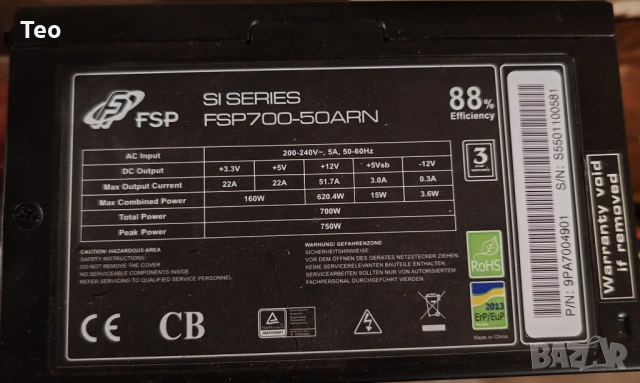 Teo
FSP
SI SERIES
FSP700-50ARN
88%
Efficiency
AC Input 200-240V~, 5A, 50-60Hz
DC Output +3.3V +5V +12V +5Vsb -12V
Max Output Current 22A 22A 51.7A 3.0A 0.3A
Max Combined Power 160W 620.4W 15W 3.6W
Total Power 700W
Peak Power 750W
3
CAUTION! HAZARDOUS AREA
SAFETY INSTRUCTIONS:
DO NOT REMOVE THE COVER
NO SERVICEABLE COMPONENTS INSIDE.
REFER SERVICING TO QUALIFIED SERVICE PERSONNEL
WARNUNG! GEFAHRENZONE
SICHERHEITSHINWEISE:
VOR DEM ÖFFNEN DES GERÄTES NETZSTECKER ZIEHEN.
KEINE VERWENDBAREN BAUTEILE ENTHALTEN.
SERVICEARBEITEN SOLLTEN NUR VON AUTORISIERTEM
FACHPERSONAL DURCHGEFÜHRT WERDEN.
RoHS
2013
ErP/EuP
Made in China
CE
CB
P/N: 9PA7004901
S/N: S5501100581
Warranty void
if removed
BAZAR